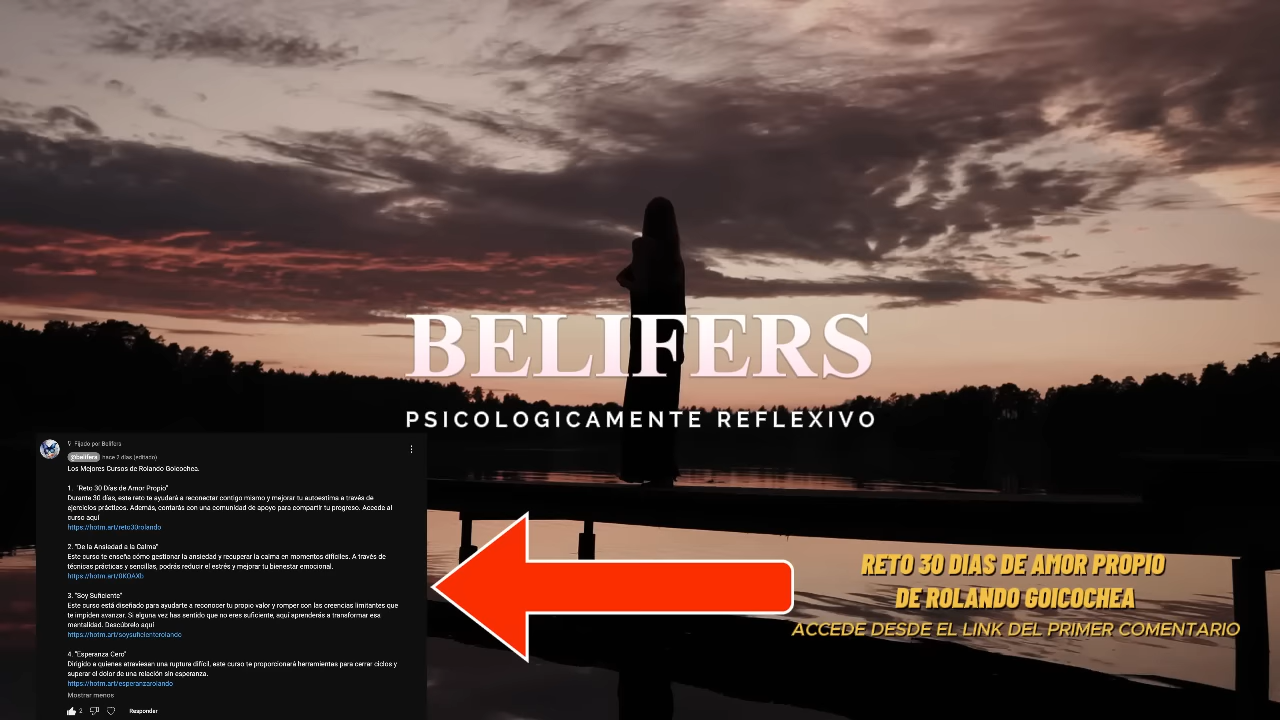 BELIFERS
PSICOLOGICAMENTE REFLEXIVO
Fijado por Belifers
@belifers hace 2 días (editado)
Los Mejores Cursos de Rolando Goicochea.
1. "Reto 30 Días de Amor Propio"
Durante 30 días, este reto te ayudará a reconectar contigo mismo y mejorar tu autoestima a través de
ejercicios prácticos. Además, contarás con una comunidad de apoyo para compartir tu progreso. Accede al
curso aquí
https://hotm.art/reto30rolando
2. "De la Ansiedad a la Calma"
Este curso te enseña cómo gestionar la ansiedad y recuperar la calma en momentos difíciles. A través de
técnicas prácticas y sencillas, podrás reducir el estrés y mejorar tu bienestar emocional.
https://hotm.art/0KOAXb
3. "Soy Suficiente"
Este curso está diseñado para ayudarte a reconocer tu propio valor y romper con las creencias limitantes que
te impiden avanzar. Si alguna vez has sentido que no eres suficiente, aquí aprenderás a transformar esa
mentalidad. Descúbrelo aquí
https://hotm.art/soysuficienterolando
4. "Esperanza Cero"
Dirigido a quienes atraviesan una ruptura difícil, este curso te proporcionará herramientas para cerrar ciclos y
superar el dolor de una relación sin esperanza.
https://hotm.art/esperanzarolando
Mostrar menos
2 Responder
RETO 30 DIAS DE AMOR PROPIO
DE ROLANDO GOICOCHEA
ACCEDE DESDE EL LINK DEL PRIMER COMENTARIO